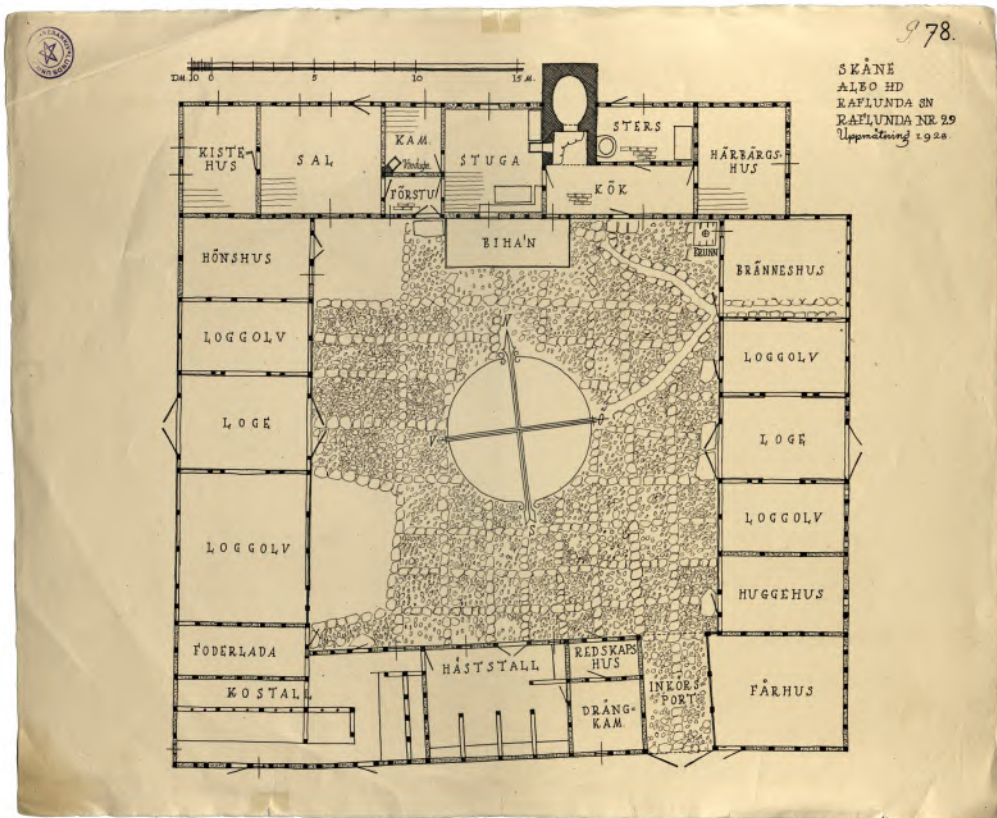 9 78.
SKÅNE
ALBO HD
RAFLUNDA SN
RAFLUNDA NR 29
Uppmätning 1928.
DM 10 0 5 10 15 M.
KISTE-
HUS
SAL
KAM.
FÖRSTU
STUGA
STERS
KÖK
HÄRBÄRGS-
HUS
HÖNSHUS
BIHA'N
BRUNN
BRÄNNESHUS
LOGGOLV
LOGGOLV
N
LOGE
V
Ö
S
LOGE
LOGGOLV
LOGGOLV
HUGGEHUS
FODERLADA
KOSTALL
HÄSTSTALL
REDSKAPS
HUS
DRÄNG-
KAM.
INKÖRS-
PORT
FÅRHUS